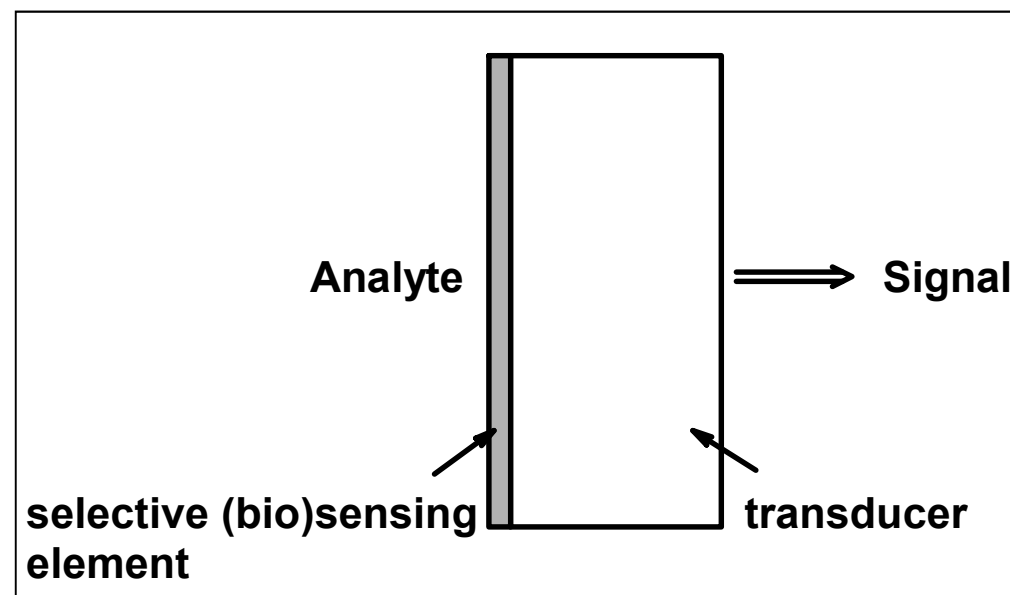 Analyte
Signal
selective (bio)sensing
element
transducer